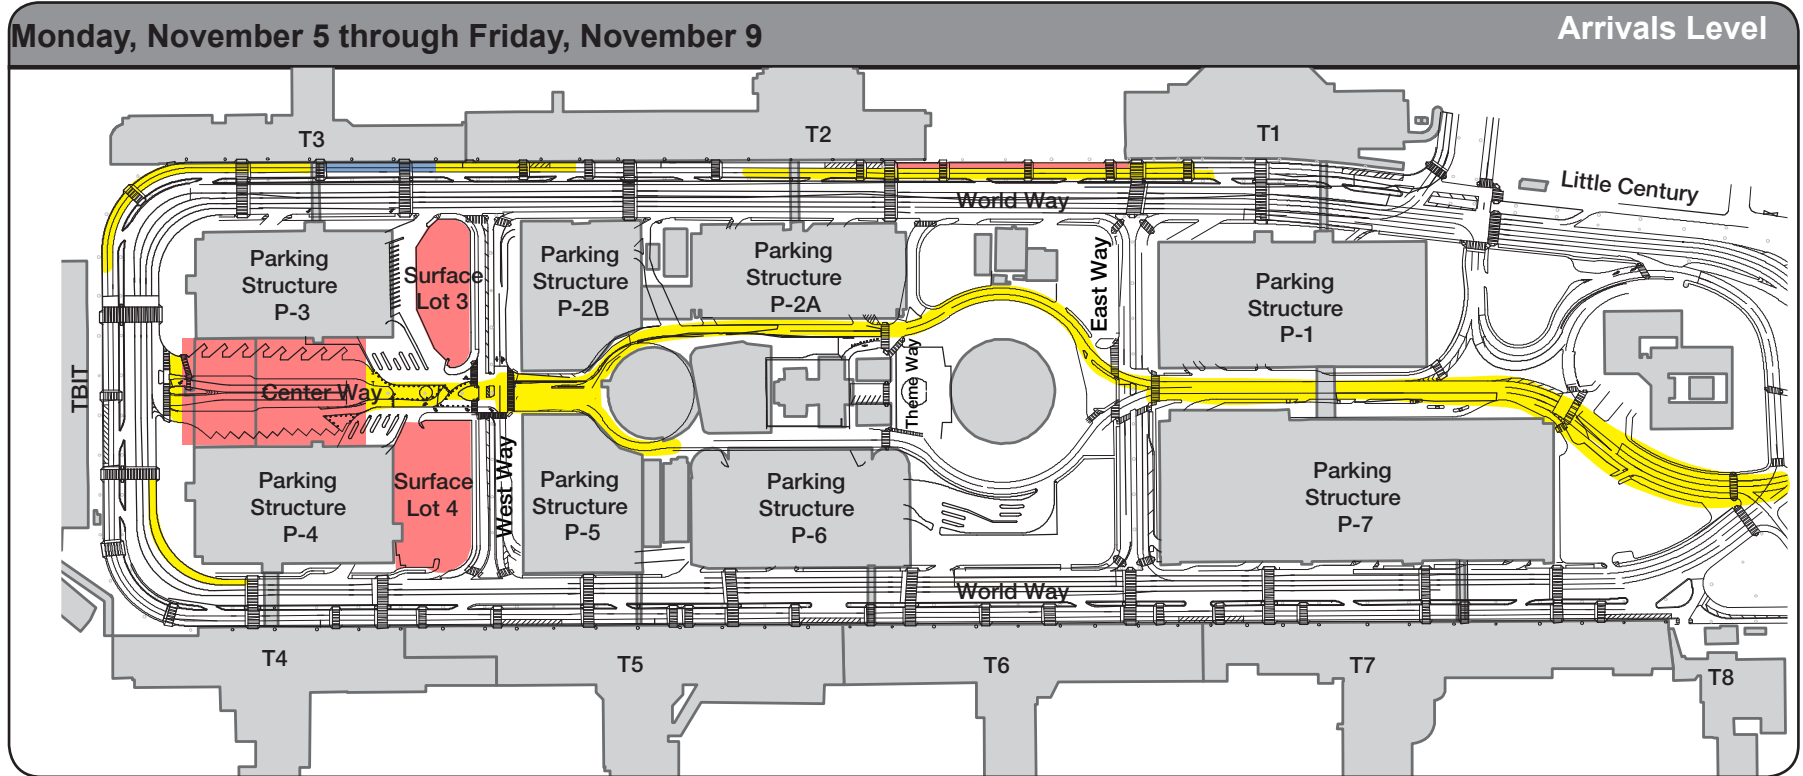 Monday, November 5 through Friday, November 9
Arrivals Level
T3
T2
T1
Little Century
World Way
Parking
Structure
P-3
Surface
Lot 3
Parking
Structure
P-2B
Parking
Structure
P-2A
East Way
Parking
Structure
P-1
TBIT
Center Way
Theme Way
Parking
Structure
P-4
Surface
Lot 4
West Way
Parking
Structure
P-5
Parking
Structure
P-6
Parking
Structure
P-7
World Way
T4
T5
T6
T7
T8